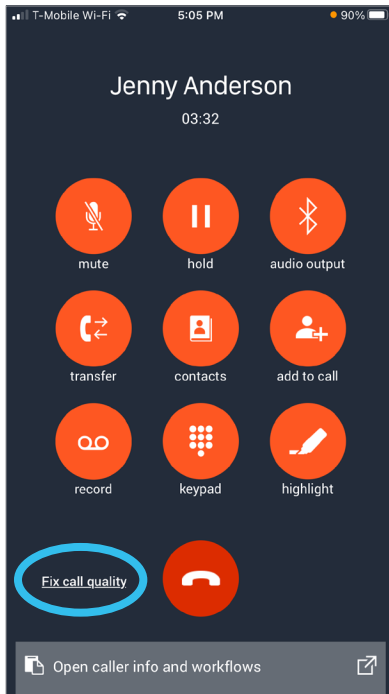 T-Mobile Wi-Fi 5:05 PM 90%
Jenny Anderson
03:32
mute hold audio output
transfer contacts add to call
record keypad highlight
Fix call quality
Open caller info and workflows